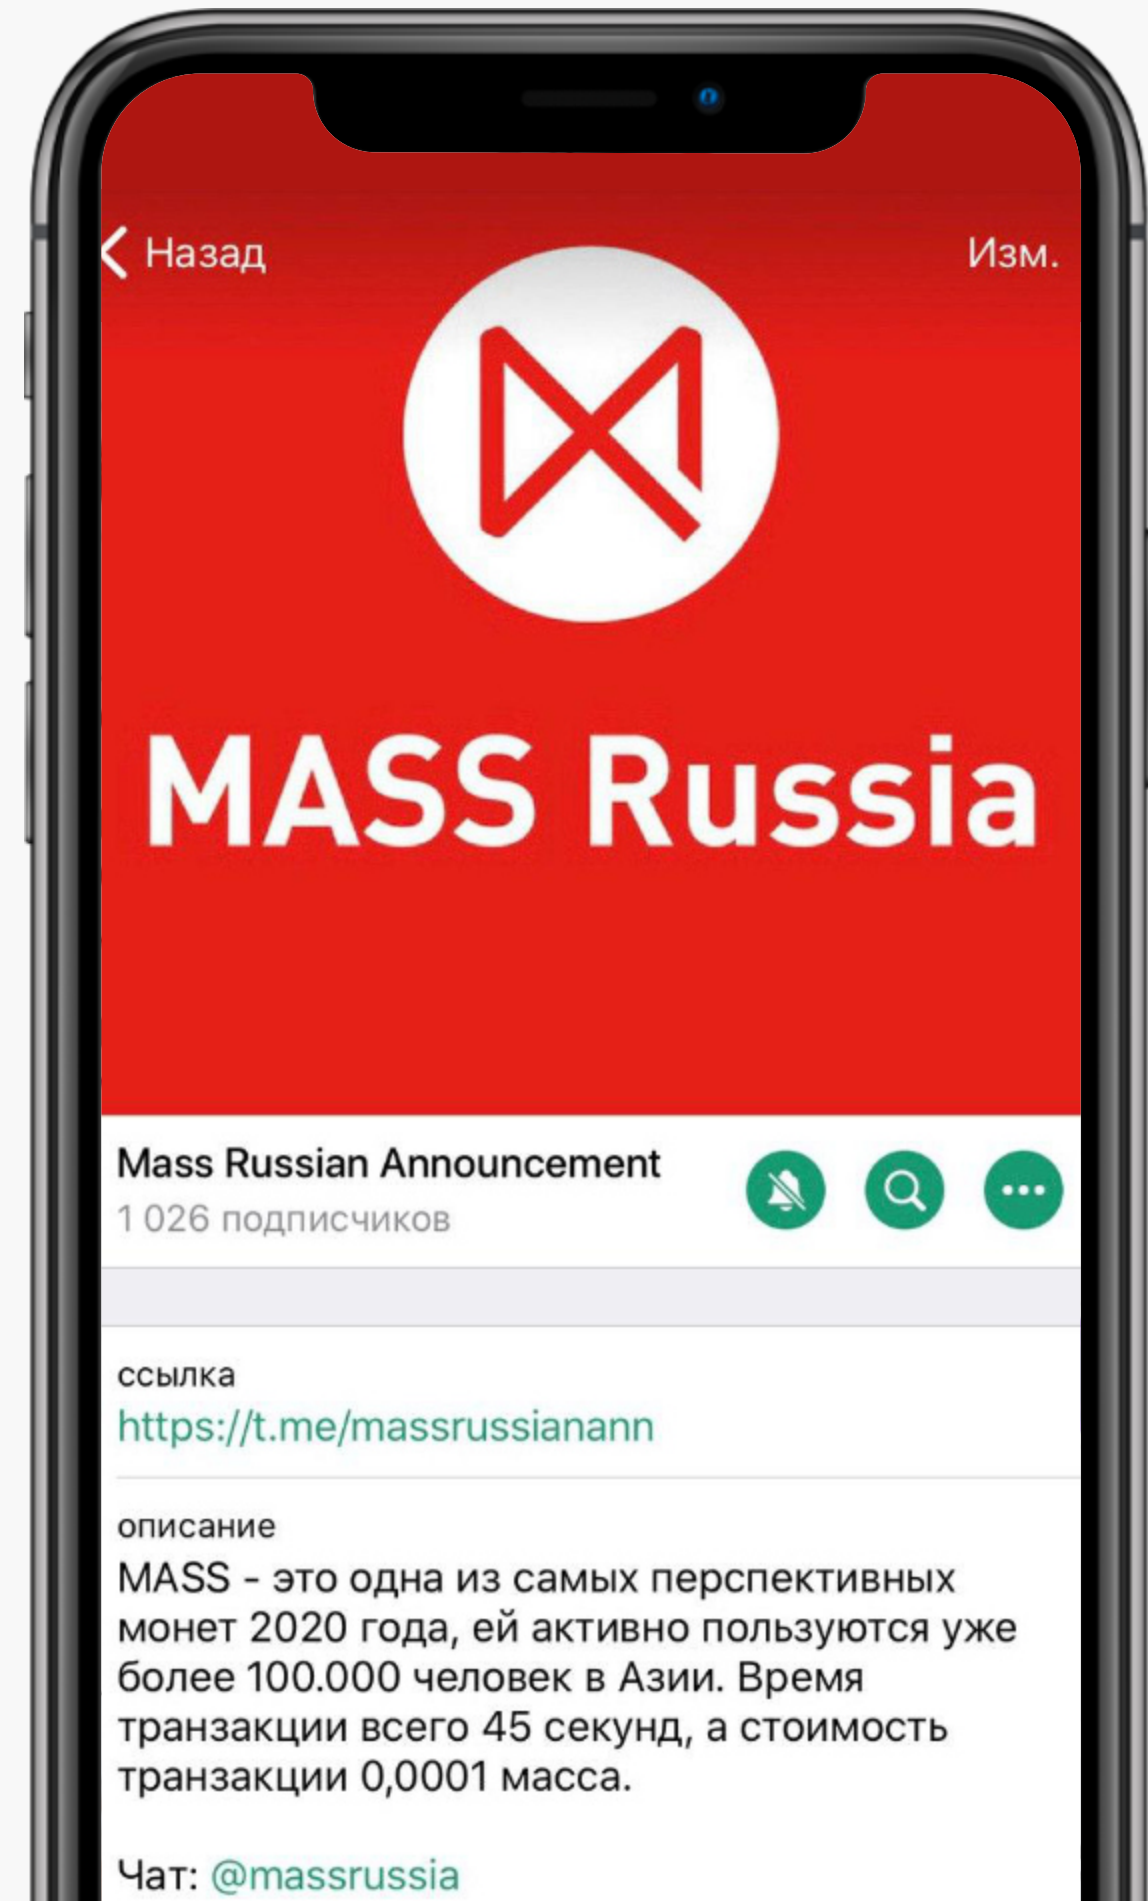 Назад
Изм.
MASS Russia
Mass Russian Announcement
1 026 подписчиков
ссылка
https://t.me/massrussianann
описание
MASS - это одна из самых перспективных
монет 2020 года, ей активно пользуются уже
более 100.000 человек в Азии. Время
транзакции всего 45 секунд, а стоимость
транзакции 0,0001 масса.
Чат: @massrussia